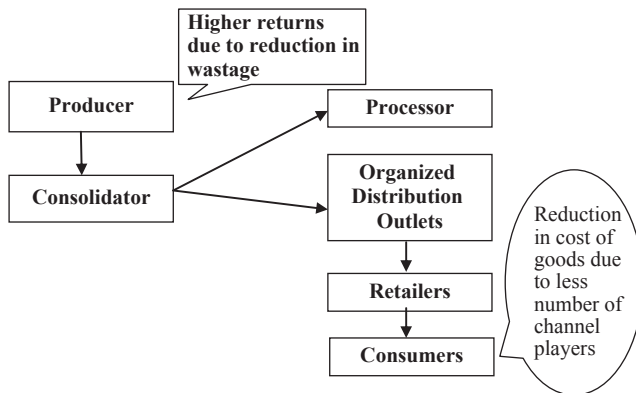 Higher returns
due to reduction in
wastage
Producer
Processor
Consolidator
Organized
Distribution
Outlets
Reduction
in cost of
goods due
to less
number of
channel
players
Retailers
Consumers